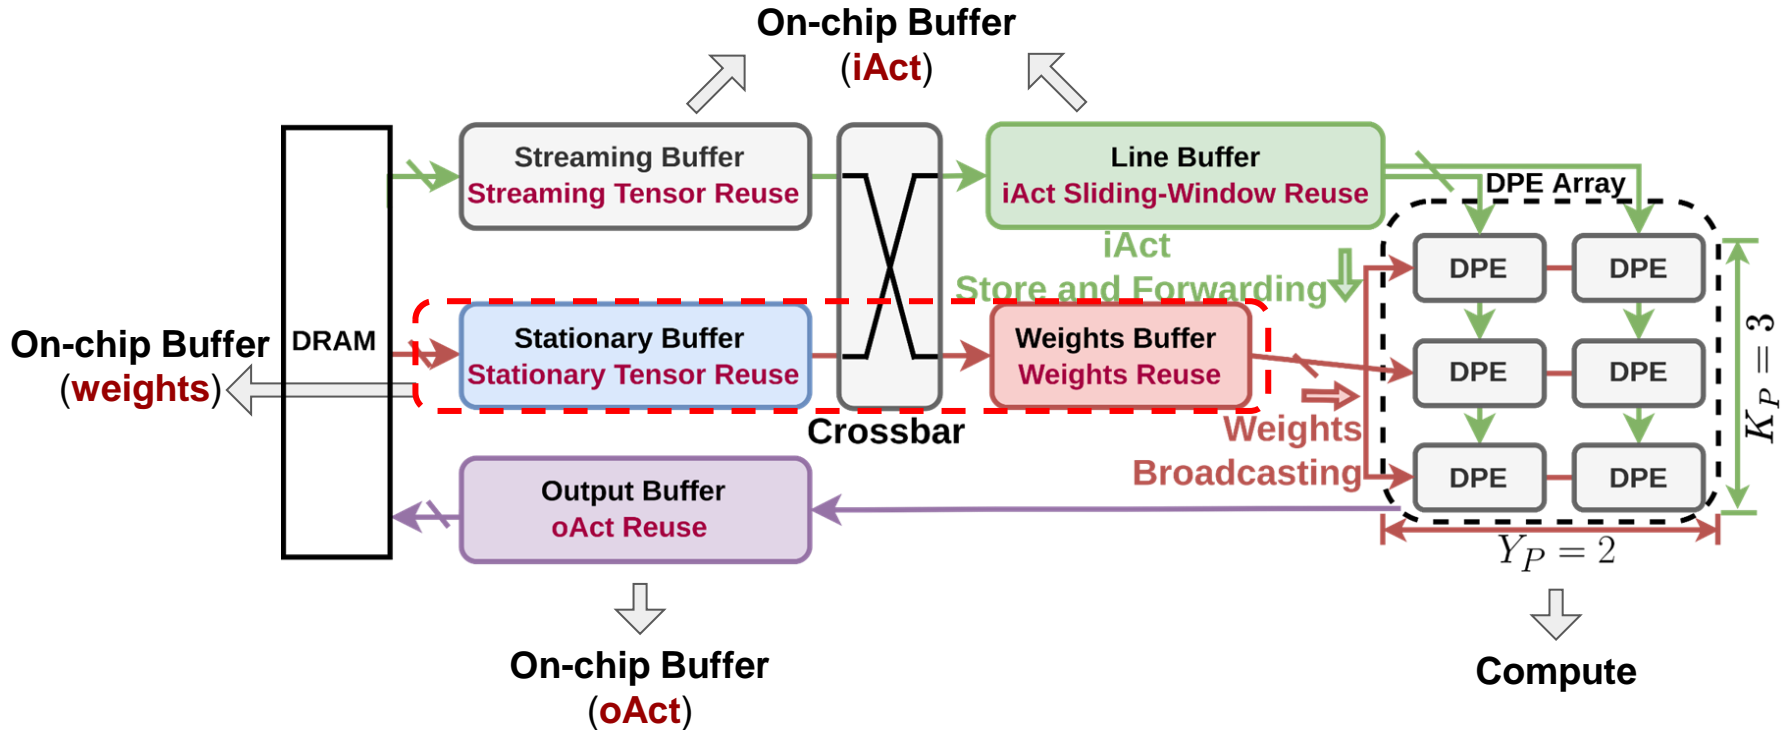 On-chip Buffer
(iAct)
Streaming Buffer
Streaming Tensor Reuse
Line Buffer
iAct Sliding-Window Reuse
DPE Array
iAct
Store and Forwarding
DPE
DPE
On-chip Buffer
(weights)
DRAM
Stationary Buffer
Stationary Tensor Reuse
Weights Buffer
Weights Reuse
DPE
DPE
K_P = 3
Crossbar
Weights
Broadcasting
Output Buffer
oAct Reuse
DPE
DPE
Y_P = 2
On-chip Buffer
(oAct)
Compute